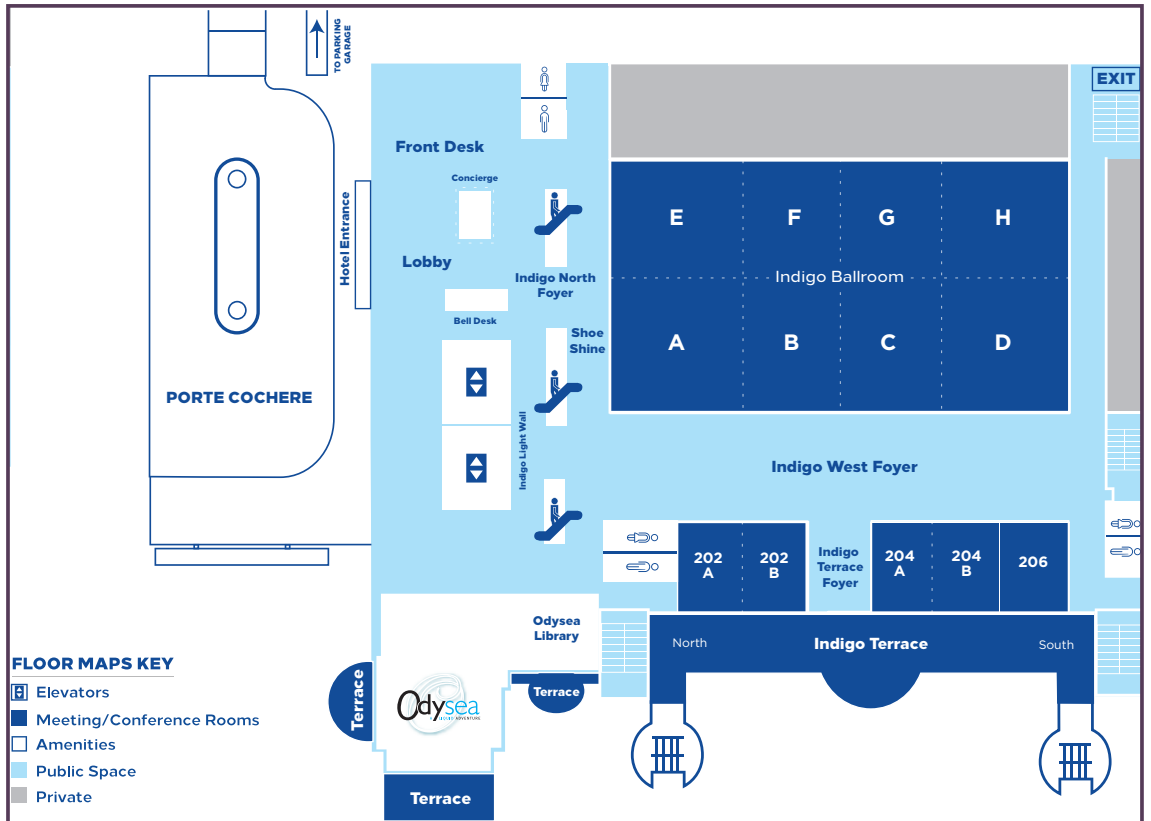 TO PARKING
GARAGE
EXIT
Front Desk
Concierge
Hotel Entrance
Lobby
Indigo North
Foyer
Bell Desk
Shoe
Shine
E
F
G
H
Indigo Ballroom
A
B
C
D
PORTE COCHERE
Indigo Light Wall
Indigo West Foyer
202
A
202
B
Indigo
Terrace
Foyer
204
A
204
B
206
Odysea
Library
North
Indigo Terrace
South
Terrace
Odysea
Terrace
Terrace
FLOOR MAPS KEY
Elevators
Meeting/Conference Rooms
Amenities
Public Space
Private